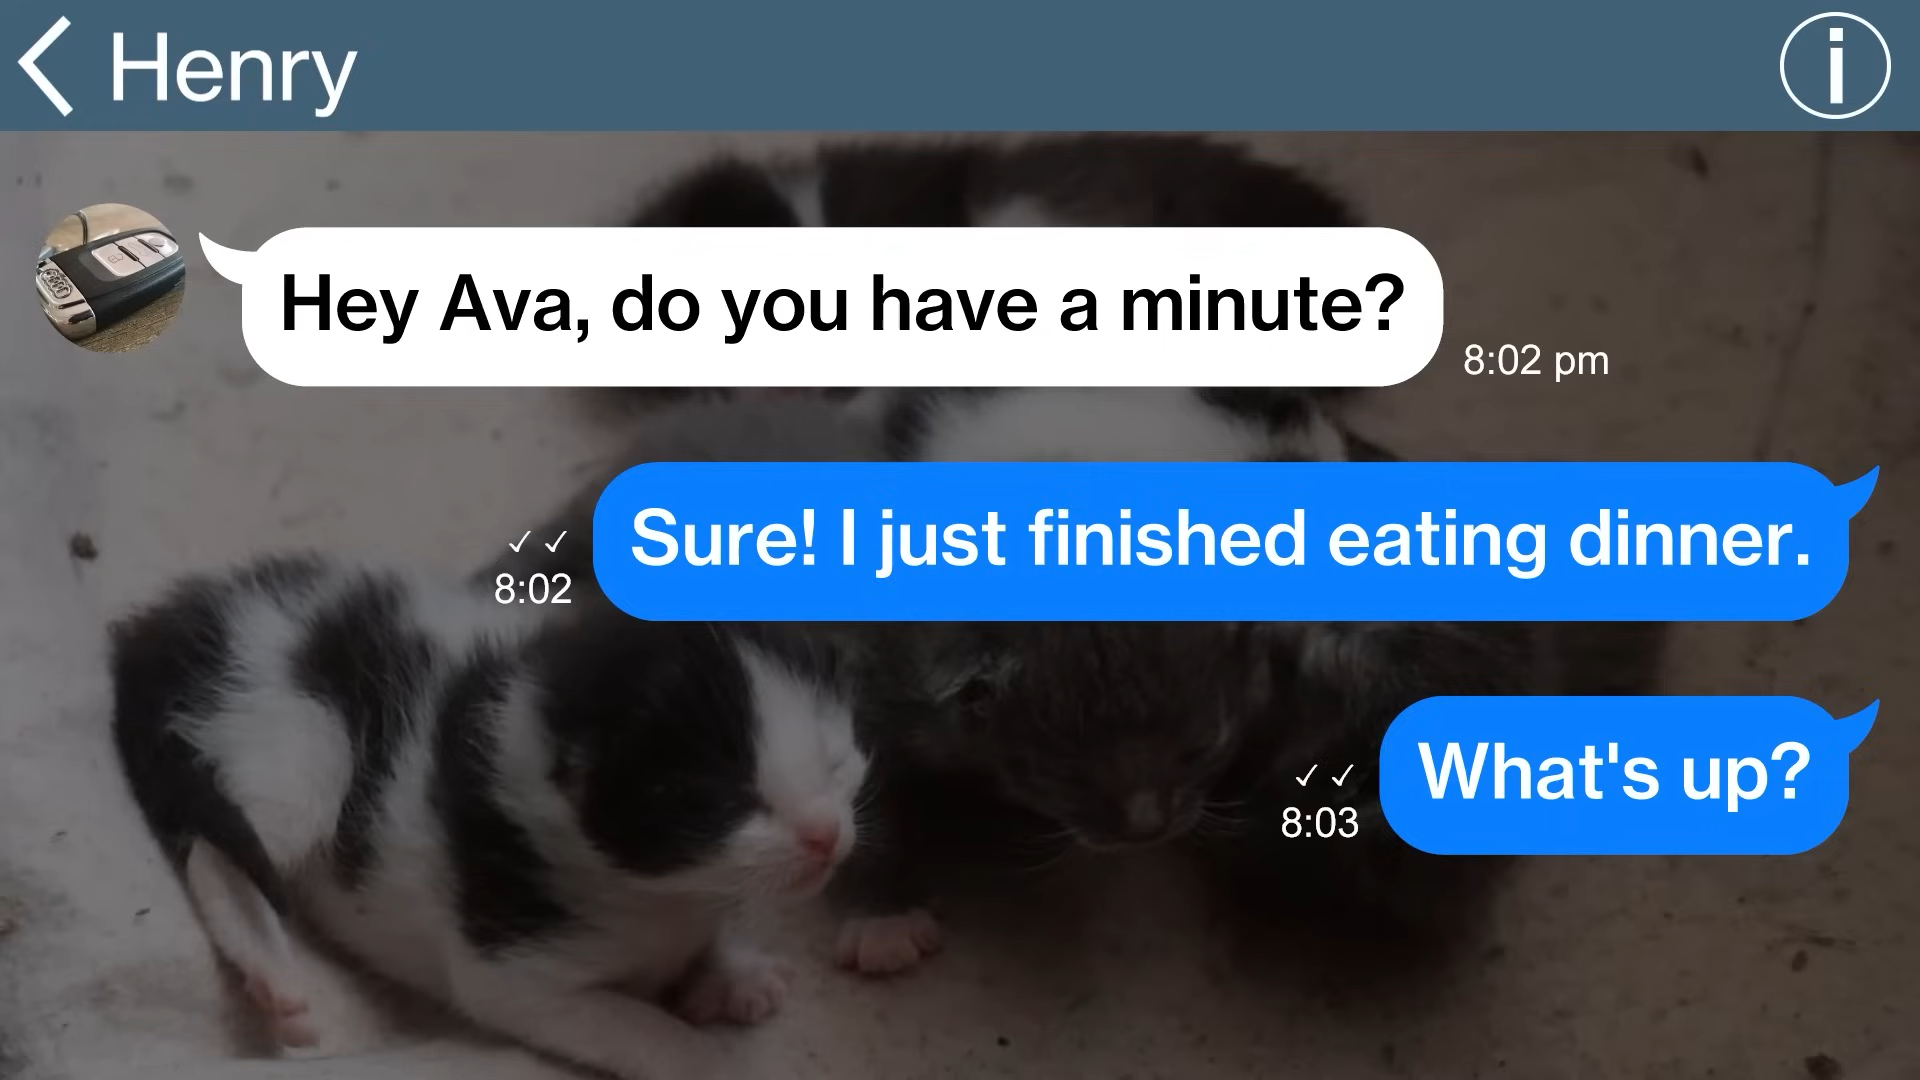 Henry
i
Hey Ava, do you have a minute?
8:02 pm
Sure! I just finished eating dinner.
✓✓
8:02
What's up?
✓✓
8:03